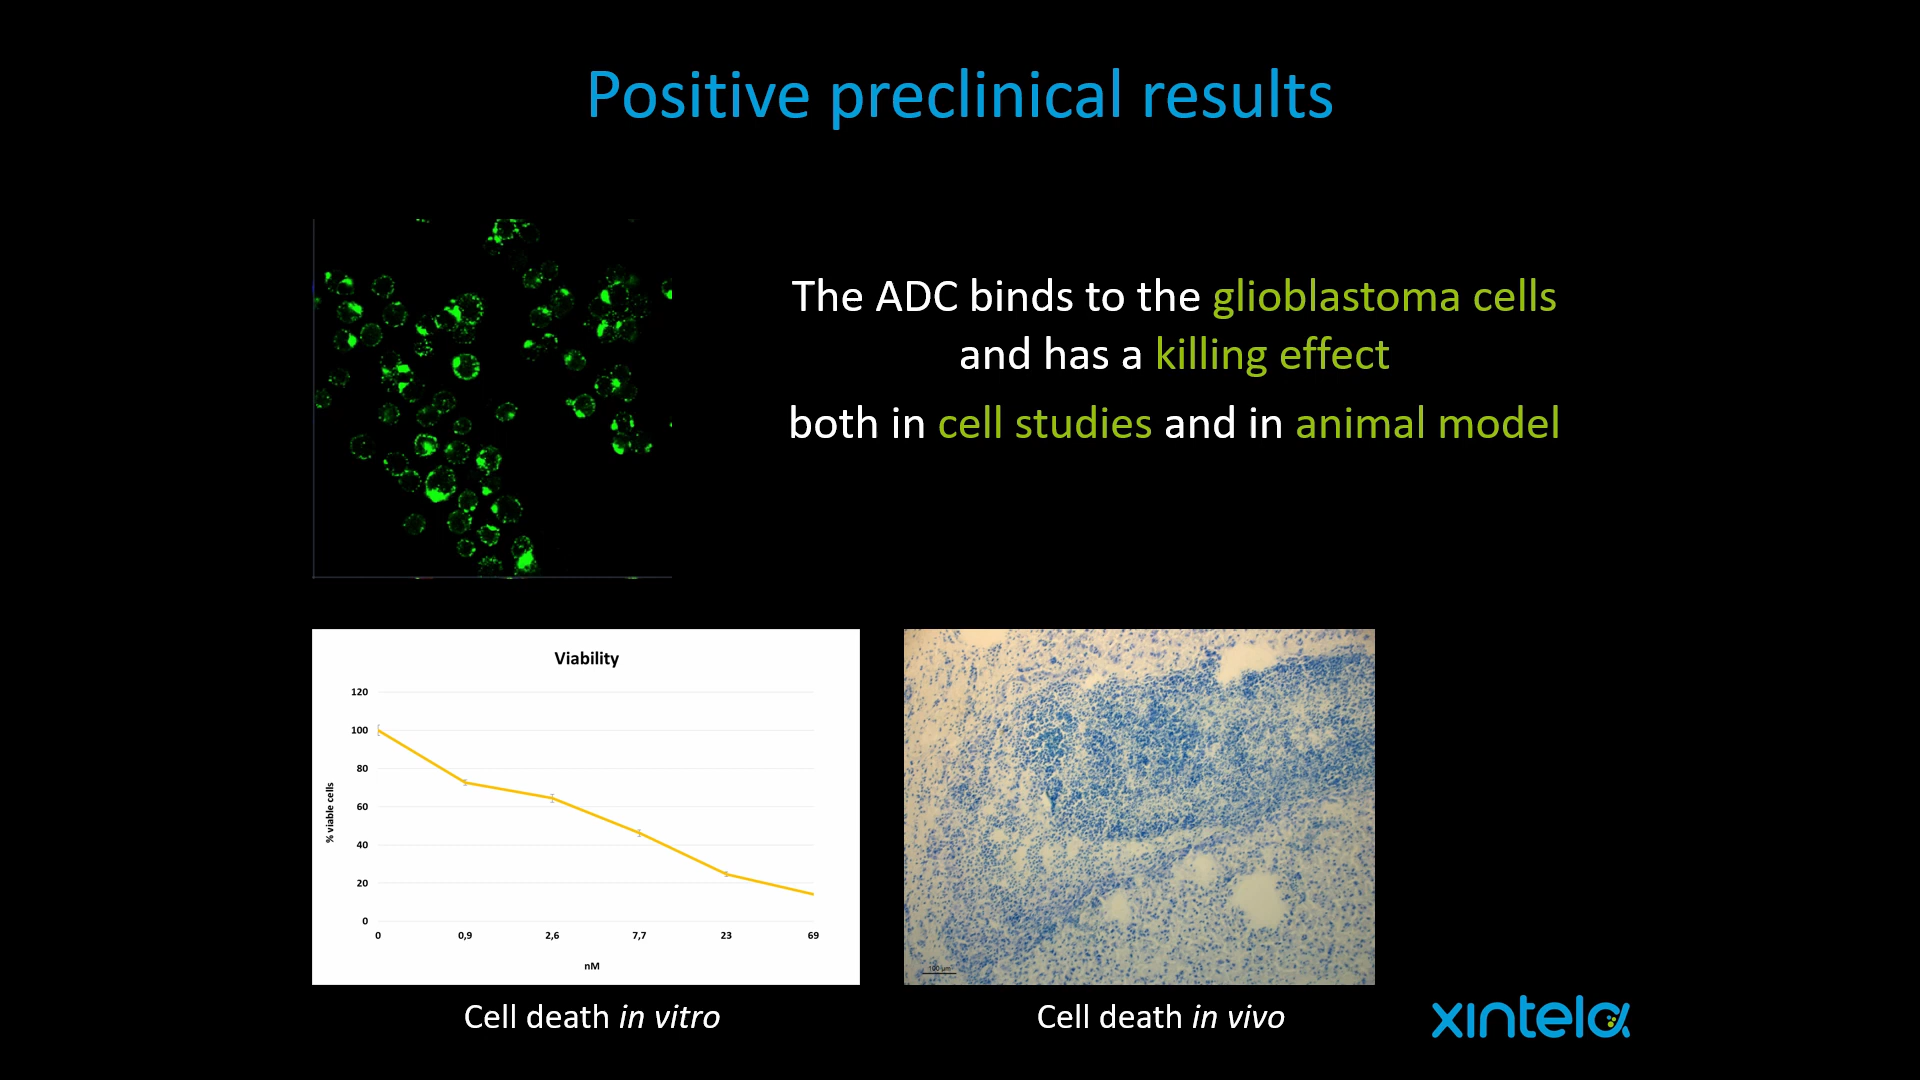 Positive preclinical results
The ADC binds to the glioblastoma cells
and has a killing effect
both in cell studies and in animal model
Viability
120
100
80
60
40
20
0
% viable cells
0 0,9 2,6 7,7 23 69
nM
100 µm
Cell death in vitro
Cell death in vivo
xintela